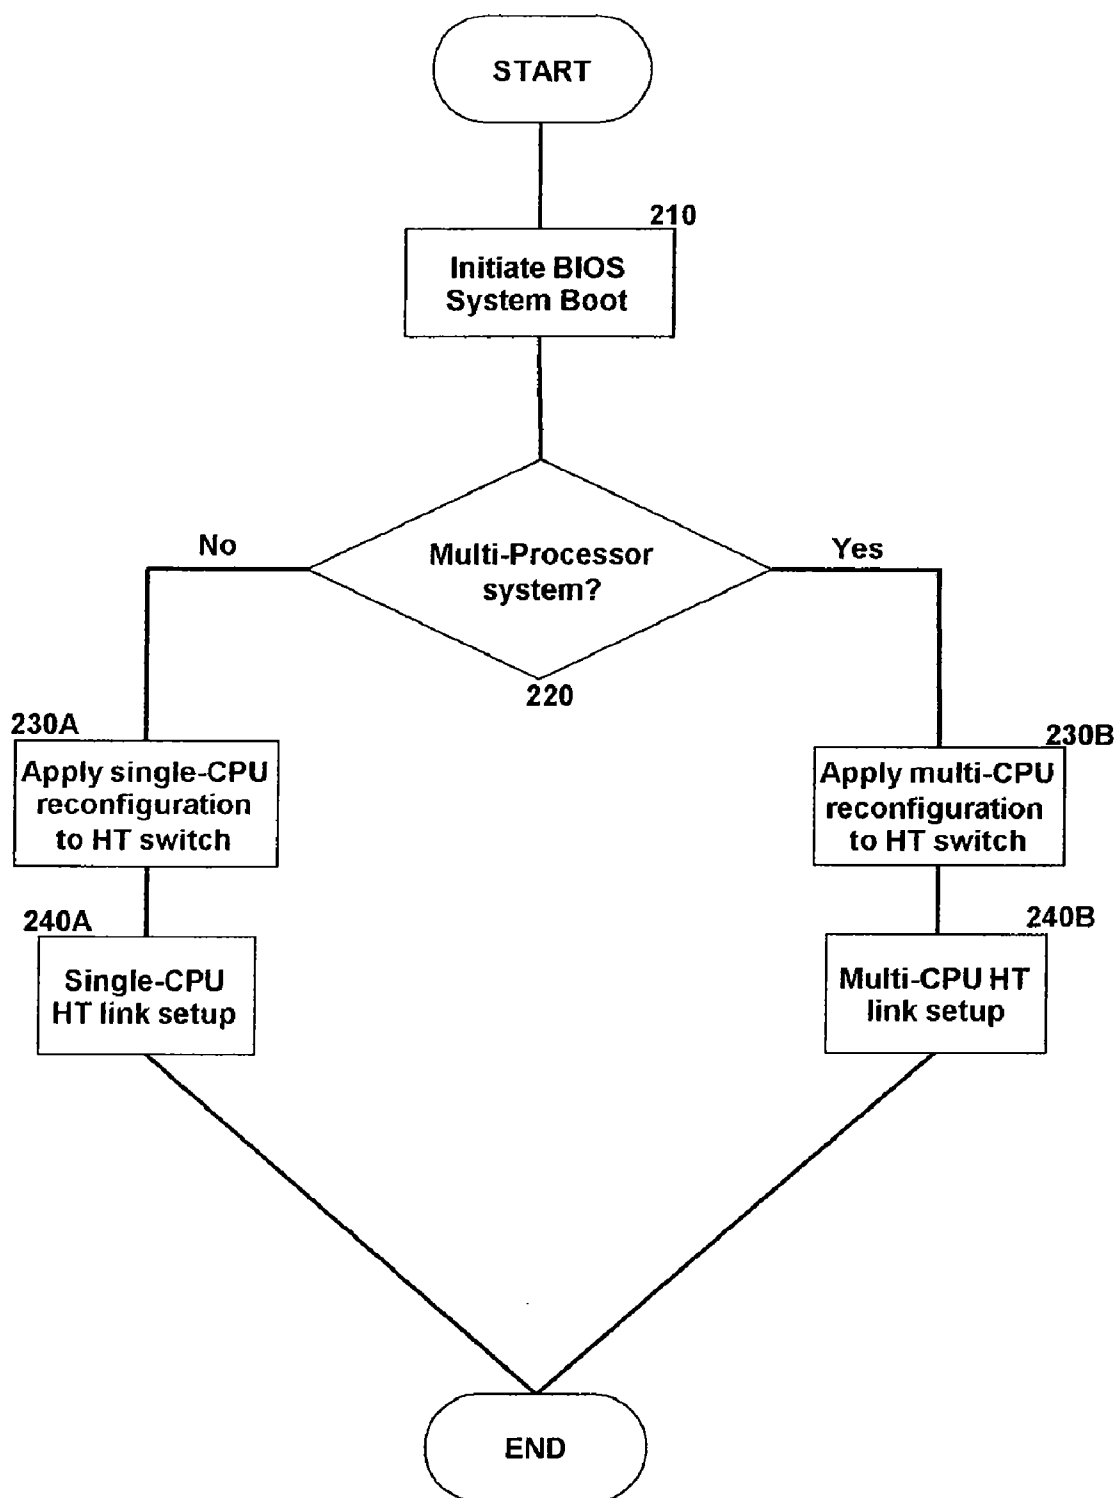 START
210
Initiate BIOS
System Boot
No
Multi-Processor
system?
Yes
220
230A
Apply single-CPU
reconfiguration
to HT switch
230B
Apply multi-CPU
reconfiguration
to HT switch
240A
Single-CPU
HT link setup
240B
Multi-CPU HT
link setup
END